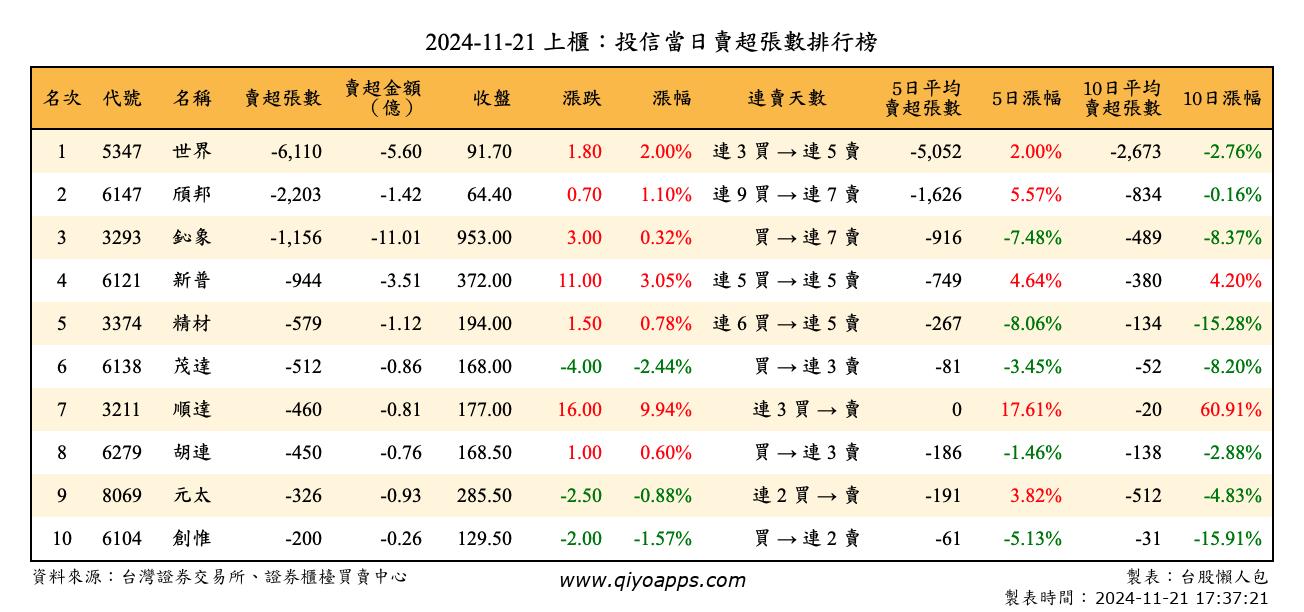 2024-11-21 上櫃：投信當日賣超張數排行榜
名次 代號 名稱 賣超張數 賣超金額（億） 收盤 漲跌 漲幅 連賣天數 5日平均賣超張數 5日漲幅 10日平均賣超張數 10日漲幅
1 5347 世界 -6,110 -5.60 91.70 1.80 2.00% 連 3 買 → 連 5 賣 -5,052 2.00% -2,673 -2.76%
2 6147 頎邦 -2,203 -1.42 64.40 0.70 1.10% 連 9 買 → 連 7 賣 -1,626 5.57% -834 -0.16%
3 3293 鈊象 -1,156 -11.01 953.00 3.00 0.32% 買 → 連 7 賣 -916 -7.48% -489 -8.37%
4 6121 新普 -944 -3.51 372.00 11.00 3.05% 連 5 買 → 連 5 賣 -749 4.64% -380 4.20%
5 3374 精材 -579 -1.12 194.00 1.50 0.78% 連 6 買 → 連 5 賣 -267 -8.06% -134 -15.28%
6 6138 茂達 -512 -0.86 168.00 -4.00 -2.44% 買 → 連 3 賣 -81 -3.45% -52 -8.20%
7 3211 順達 -460 -0.81 177.00 16.00 9.94% 連 3 買 → 賣 0 17.61% -20 60.91%
8 6279 胡連 -450 -0.76 168.50 1.00 0.60% 買 → 連 3 賣 -186 -1.46% -138 -2.88%
9 8069 元太 -326 -0.93 285.50 -2.50 -0.88% 連 2 買 → 賣 -191 3.82% -512 -4.83%
10 6104 創惟 -200 -0.26 129.50 -2.00 -1.57% 買 → 連 2 賣 -61 -5.13% -31 -15.91%
資料來源：台灣證券交易所、證券櫃檯買賣中心 www.qiyoapps.com 製表：台股懶人包
製表時間：2024-11-21 17:37:21